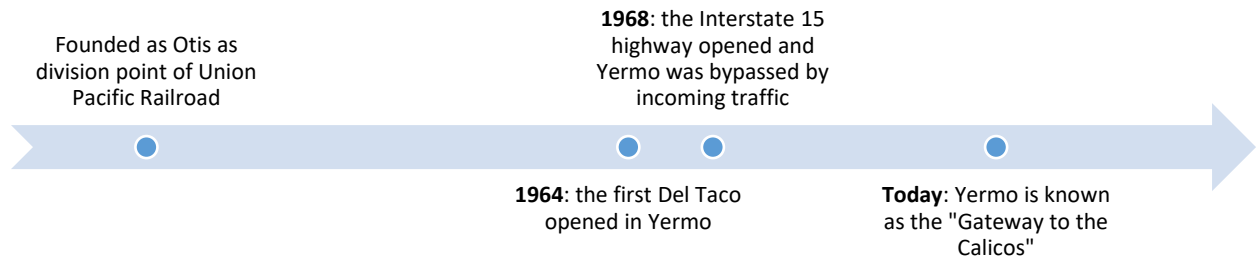 Founded as Otis as
division point of Union
Pacific Railroad
1964: the first Del Taco
opened in Yermo
1968: the Interstate 15
highway opened and
Yermo was bypassed by
incoming traffic
Today: Yermo is known
as the "Gateway to the
Calicos"